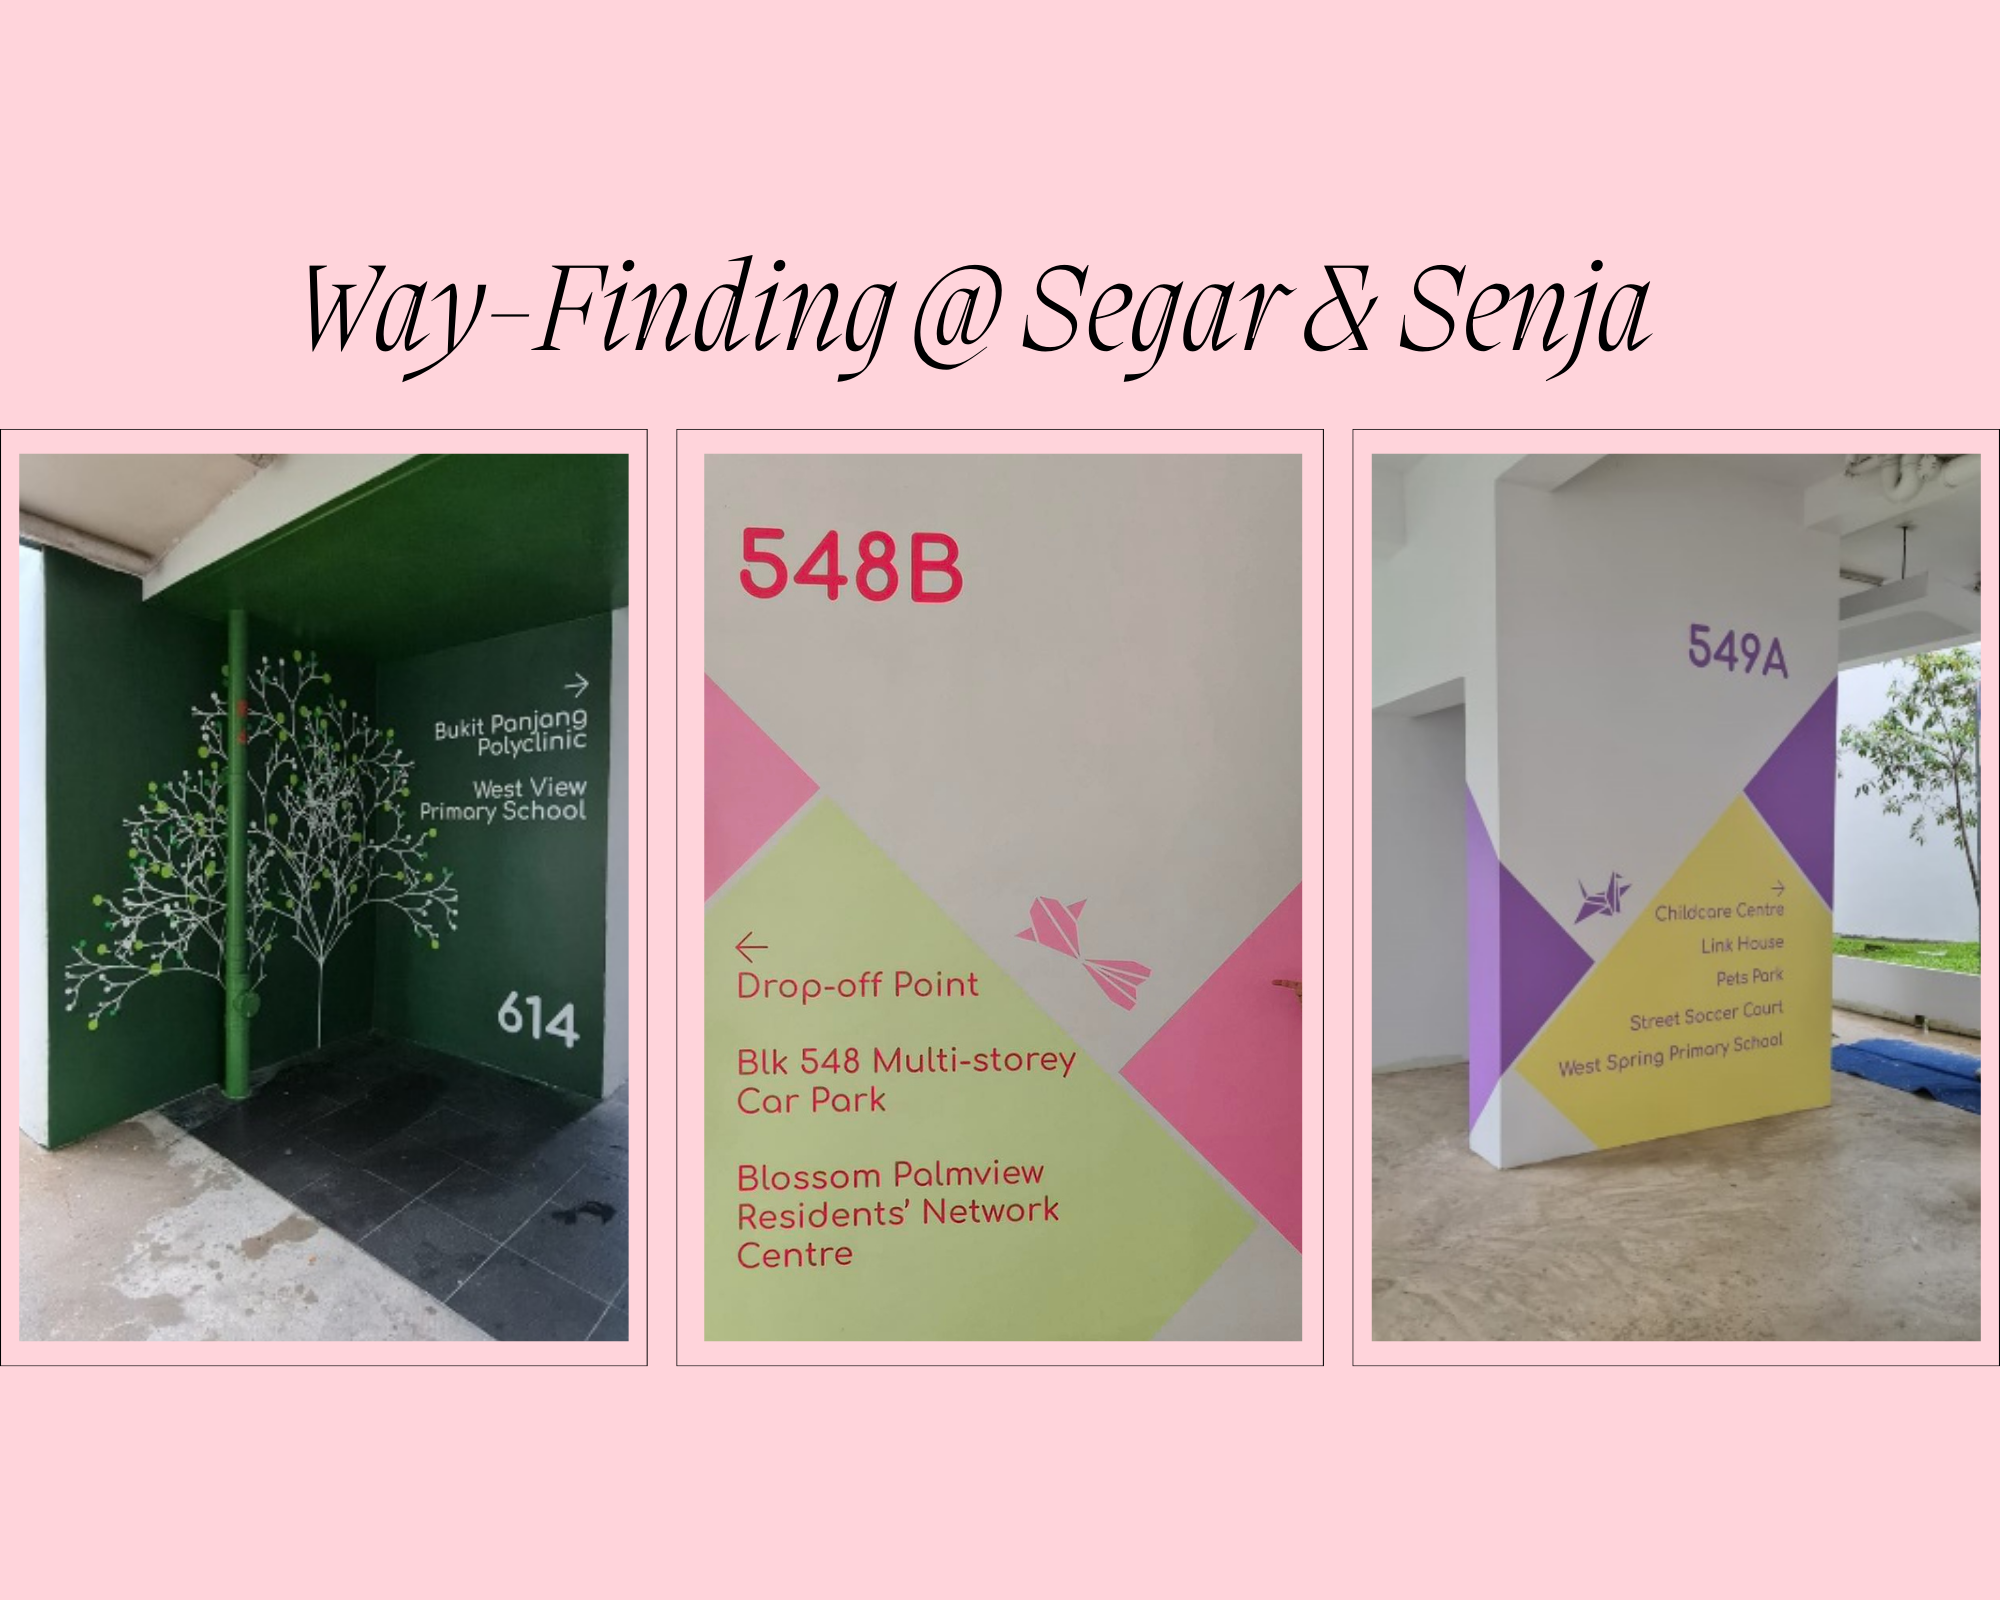 Way-Finding @ Segar & Senja
→
Bukit Panjang
Polyclinic
West View
Primary School
614
548B
←
Drop-off Point
Blk 548 Multi-storey
Car Park
Blossom Palmview
Residents' Network
Centre
549A
→
Childcare Centre
Link House
Pets Park
Street Soccer Court
West Spring Primary School